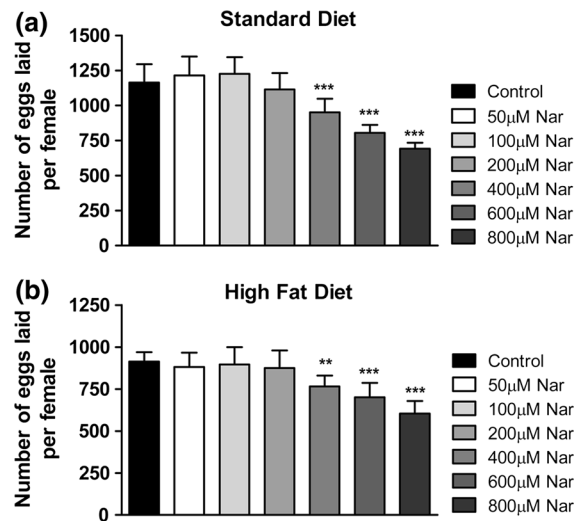 (a)
Standard Diet
Number of eggs laid
per female
1500
1250
1000
750
500
250
0
***
***
***
Control
50µM Nar
100µM Nar
200µM Nar
400µM Nar
600µM Nar
800µM Nar
(b)
High Fat Diet
Number of eggs laid
per female
1250
1000
750
500
250
0
**
***
***
Control
50µM Nar
100µM Nar
200µM Nar
400µM Nar
600µM Nar
800µM Nar